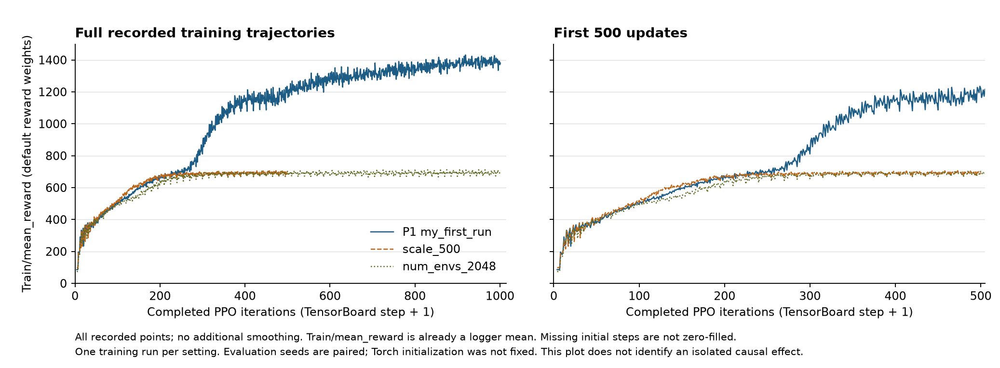 Full recorded training trajectories
Train/mean_reward (default reward weights)
1400
1200
1000
800
600
400
200
0
P1 my_first_run
scale_500
num_envs_2048
0 200 400 600 800 1000
Completed PPO iterations (TensorBoard step + 1)
First 500 updates
0 100 200 300 400 500
Completed PPO iterations (TensorBoard step + 1)
All recorded points; no additional smoothing. Train/mean_reward is already a logger mean. Missing initial steps are not zero-filled.
One training run per setting. Evaluation seeds are paired; Torch initialization was not fixed. This plot does not identify an isolated causal effect.